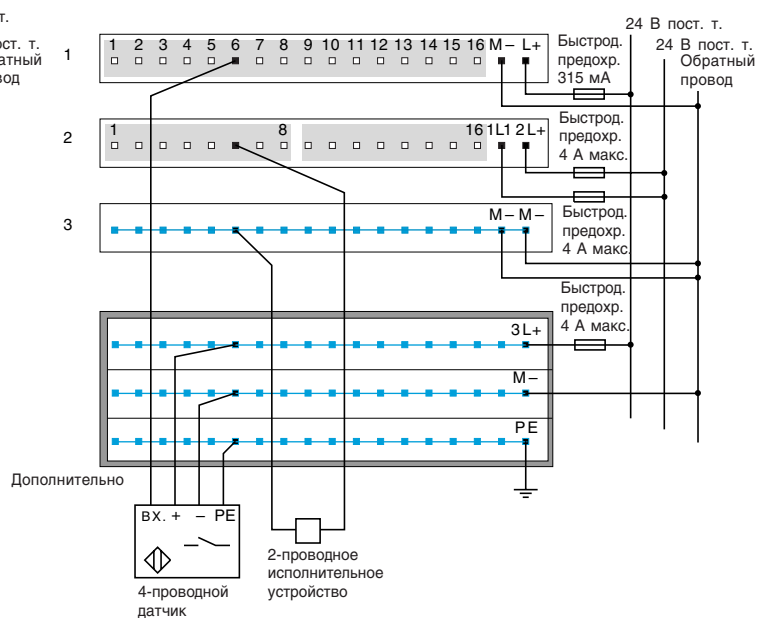 т.
ост. т.
атный
вод
24 В пост. т.
24 В пост. т.
Обратный
провод
1
1 2 3 4 5 6 7 8 9 10 11 12 13 14 15 16 M– L+
Быстрод.
предохр.
315 мА
2
1 8 16 1L1 2L+
Быстрод.
предохр.
4 А макс.
3
M– M–
Быстрод.
предохр.
4 А макс.
Быстрод.
предохр.
4 А макс.
3L+
M–
PE
Дополнительно
ВХ. + – PE
4-проводной
датчик
2-проводное
исполнительное
устройство